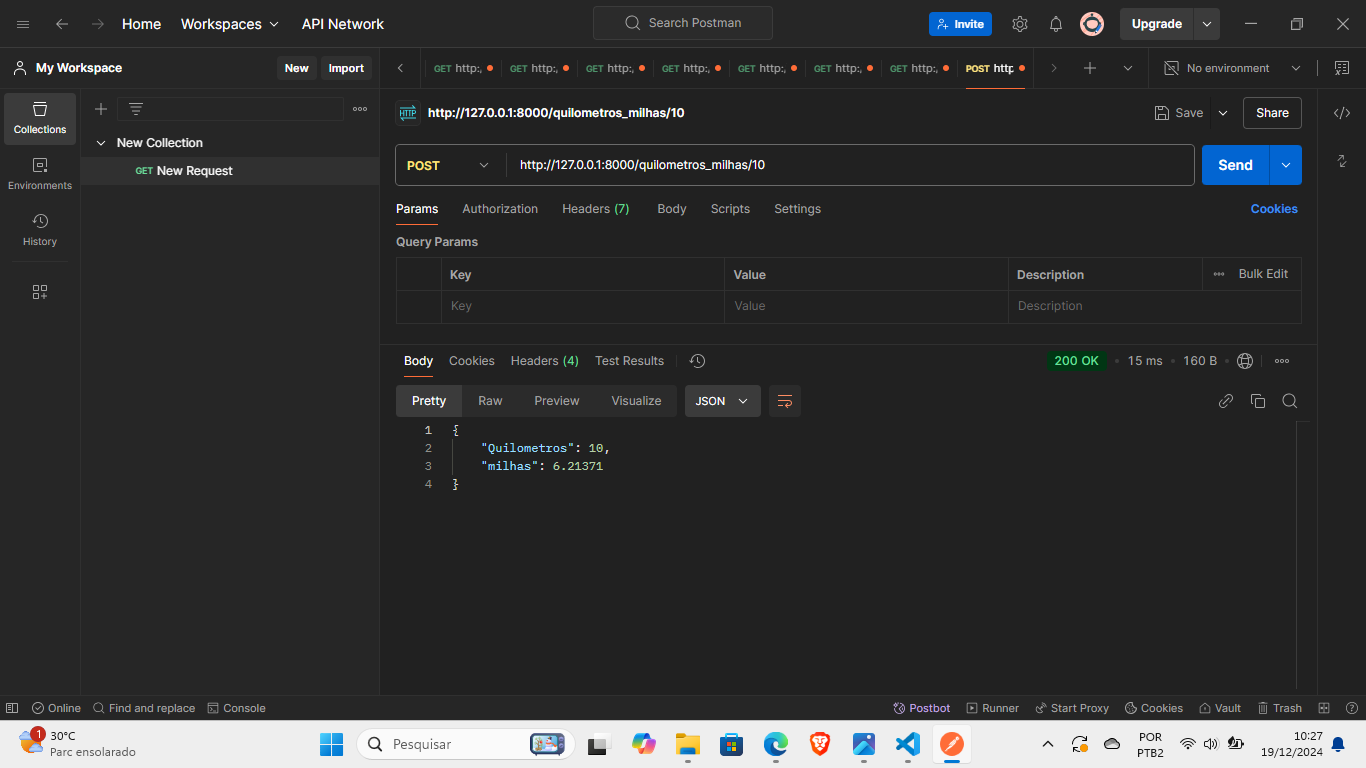 Home Workspaces API Network Search Postman Invite Upgrade
My Workspace New Import GET http:, GET http:, GET http:, GET http:, GET http:, GET http:, GET http:, POST http No environment
Collections
Environments
History
New Collection
GET New Request
HTTP http://127.0.0.1:8000/quilometros_milhas/10 Save Share
POST http://127.0.0.1:8000/quilometros_milhas/10 Send
Params Authorization Headers (7) Body Scripts Settings Cookies
Query Params
Key Value Description Bulk Edit
Key Value Description
Body Cookies Headers (4) Test Results 200 OK 15 ms 160 B
Pretty Raw Preview Visualize JSON
1 {
2 "Quilometros": 10,
3 "milhas": 6.21371
4 }
Online Find and replace Console Postbot Runner Start Proxy Cookies Vault Trash
1 30°C
Parc ensolarado
Pesquisar
POR
PTB2
10:27
19/12/2024